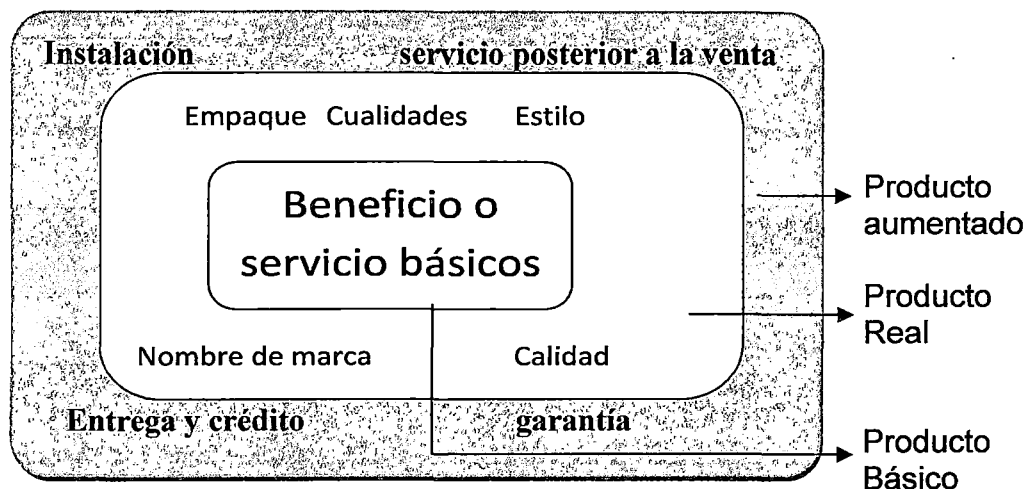 Instalación servicio posterior a la venta
Empaque Cualidades Estilo
Beneficio o
servicio básicos
Producto
aumentado
Producto
Real
Nombre de marca Calidad
Entrega y crédito garantía
Producto
Básico